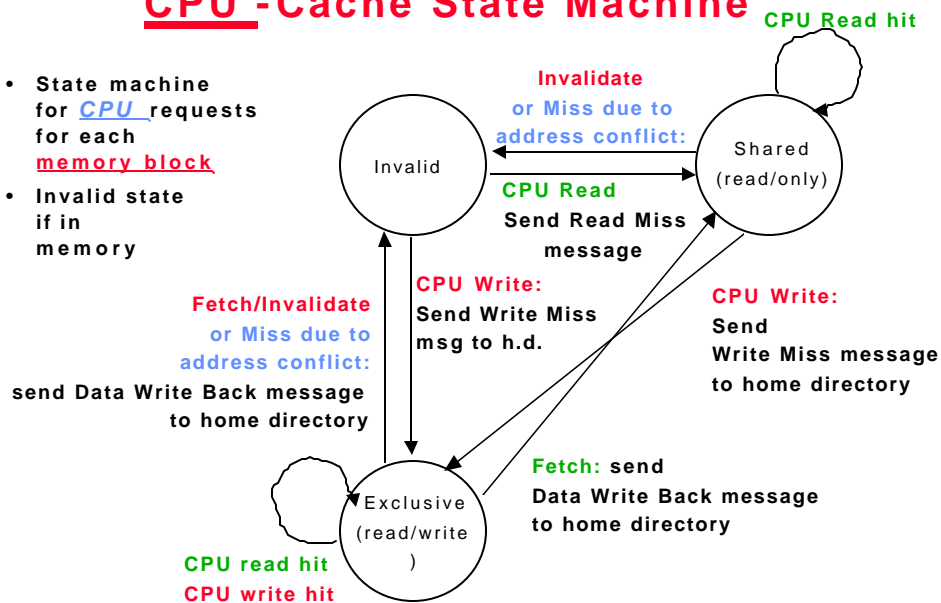 CPU -Cache State Machine
CPU Read hit
• State machine
for CPU requests
for each
memory block
• Invalid state
if in
memory
Invalidate
or Miss due to
address conflict:
Invalid
Shared
(read/only)
CPU Read
Send Read Miss
message
Fetch/Invalidate
or Miss due to
address conflict:
send Data Write Back message
to home directory
CPU Write:
Send Write Miss
msg to h.d.
CPU Write:
Send
Write Miss message
to home directory
Fetch: send
Data Write Back message
to home directory
Exclusive
(read/write
)
CPU read hit
CPU write hit